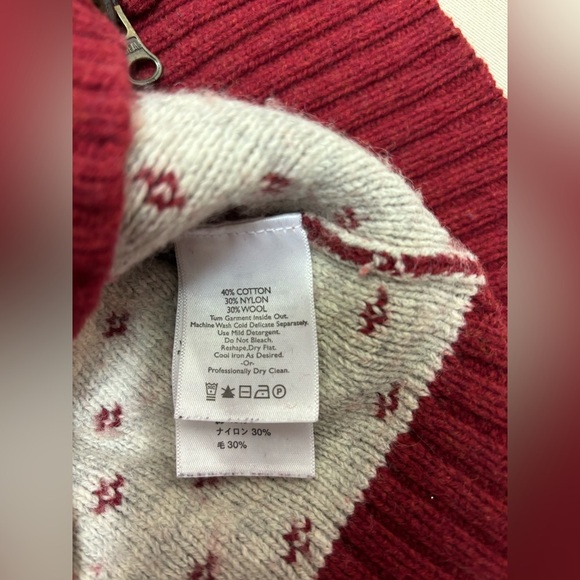 40% COTTON
30% NYLON
30% WOOL
Turn Garment Inside Out.
Machine Wash Cold Delicate Separately.
Use Mild Detergent.
Do Not Bleach.
Reshape,Dry Flat.
Cool Iron As Desired.
-Or-
Professionally Dry Clean.
P
ナイロン 30%
毛 30%